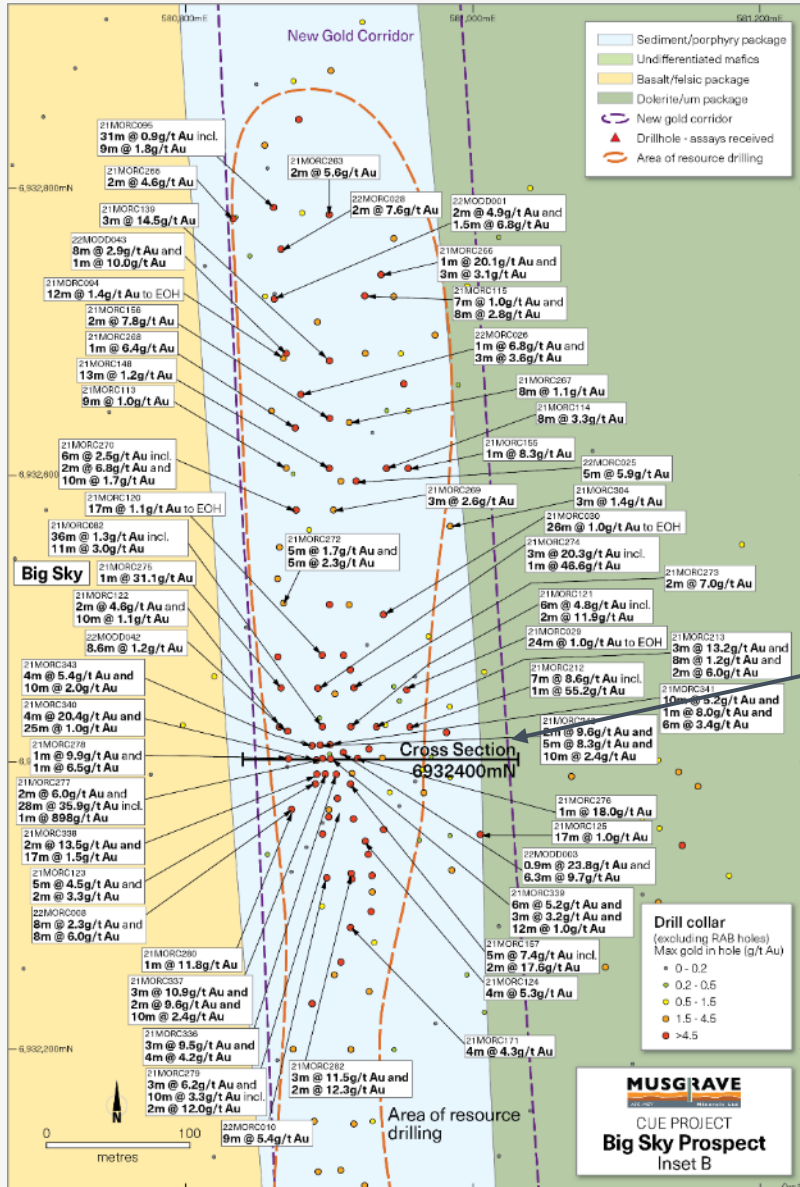 580,800mE
581,000mE
581,200mE
New Gold Corridor
Sediment/porphyry package
Undifferentiated mafics
Basalt/felsic package
Dolerite/um package
New gold corridor
Drillhole - assays received
Area of resource drilling
21MORC095
31m @ 0.9g/t Au incl.
9m @ 1.8g/t Au
21MORC263
2m @ 5.6g/t Au
21MORC265
2m @ 4.6g/t Au
6,932,800mN
22MORC028
2m @ 7.6g/t Au
22MODD001
2m @ 4.9g/t Au and
1.5m @ 6.8g/t Au
21MORC139
3m @ 14.5g/t Au
22MODD043
8m @ 2.9g/t Au and
1m @ 10.0g/t Au
21MORC266
1m @ 20.1g/t Au and
3m @ 3.1g/t Au
21MORC094
12m @ 1.4g/t Au to EOH
21MORC115
7m @ 1.0g/t Au and
8m @ 2.8g/t Au
21MORC156
2m @ 7.8g/t Au
21MORC268
1m @ 6.4g/t Au
22MORC026
1m @ 6.8g/t Au and
3m @ 3.6g/t Au
21MORC148
13m @ 1.2g/t Au
21MORC267
8m @ 1.1g/t Au
21MORC113
9m @ 1.0g/t Au
21MORC114
8m @ 3.3g/t Au
21MORC270
6m @ 2.5g/t Au incl.
2m @ 6.8g/t Au and
10m @ 1.7g/t Au
21MORC155
1m @ 8.3g/t Au
22MORC025
5m @ 5.9g/t Au
6,932,600
21MORC269
3m @ 2.6g/t Au
21MORC304
3m @ 1.4g/t Au
21MORC120
17m @ 1.1g/t Au to EOH
21MORC030
26m @ 1.0g/t Au to EOH
21MORC082
36m @ 1.3g/t Au incl.
11m @ 3.0g/t Au
21MORC272
5m @ 1.7g/t Au and
5m @ 2.3g/t Au
21MORC274
3m @ 20.3g/t Au incl.
1m @ 46.6g/t Au
Big Sky
21MORC275
1m @ 31.1g/t Au
21MORC273
2m @ 7.0g/t Au
21MORC122
2m @ 4.6g/t Au and
10m @ 1.1g/t Au
21MORC121
6m @ 4.8g/t Au incl.
2m @ 11.9g/t Au
22MODD042
8.6m @ 1.2g/t Au
21MORC029
24m @ 1.0g/t Au to EOH
21MORC213
3m @ 13.2g/t Au and
8m @ 1.2g/t Au and
2m @ 6.0g/t Au
21MORC343
4m @ 5.4g/t Au and
10m @ 2.0g/t Au
21MORC212
7m @ 8.6g/t Au incl.
1m @ 55.2g/t Au
21MORC341
10m @ 5.2g/t Au and
1m @ 8.0g/t Au and
6m @ 3.4g/t Au
21MORC340
4m @ 20.4g/t Au and
25m @ 1.0g/t Au
2m @ 9.6g/t Au and
5m @ 8.3g/t Au and
10m @ 2.4g/t Au
21MORC278
1m @ 9.9g/t Au and
1m @ 6.5g/t Au
Cross Section
6932400mN
21MORC277
2m @ 6.0g/t Au and
28m @ 35.9g/t Au incl.
1m @ 898g/t Au
21MORC276
1m @ 18.0g/t Au
21MORC125
17m @ 1.0g/t Au
21MORC338
2m @ 13.5g/t Au and
17m @ 1.5g/t Au
22MODD003
0.9m @ 23.8g/t Au and
6.3m @ 9.7g/t Au
21MORC123
5m @ 4.5g/t Au and
2m @ 3.3g/t Au
21MORC339
6m @ 5.2g/t Au and
3m @ 3.2g/t Au and
12m @ 1.0g/t Au
22MORC008
8m @ 2.3g/t Au and
8m @ 6.0g/t Au
21MORC157
5m @ 7.4g/t Au incl.
2m @ 17.6g/t Au
21MORC280
1m @ 11.8g/t Au
21MORC124
4m @ 5.3g/t Au
21MORC337
3m @ 10.9g/t Au and
2m @ 9.6g/t Au and
10m @ 2.4g/t Au
21MORC336
3m @ 9.5g/t Au and
4m @ 4.2g/t Au
21MORC171
4m @ 4.3g/t Au
6,932,200mN
21MORC279
3m @ 6.2g/t Au and
10m @ 3.3g/t Au incl.
2m @ 12.0g/t Au
21MORC282
3m @ 11.5g/t Au and
2m @ 12.3g/t Au
22MORC010
9m @ 5.4g/t Au
Area of resource
drilling
N
0
100
metres
Drill collar
(excluding RAB holes)
Max gold in hole (g/t Au)
0 - 0.2
0.2 - 0.5
0.5 - 1.5
1.5 - 4.5
>4.5
MUSGRAVE
Minerals Ltd
CUE PROJECT
Big Sky Prospect
Inset B